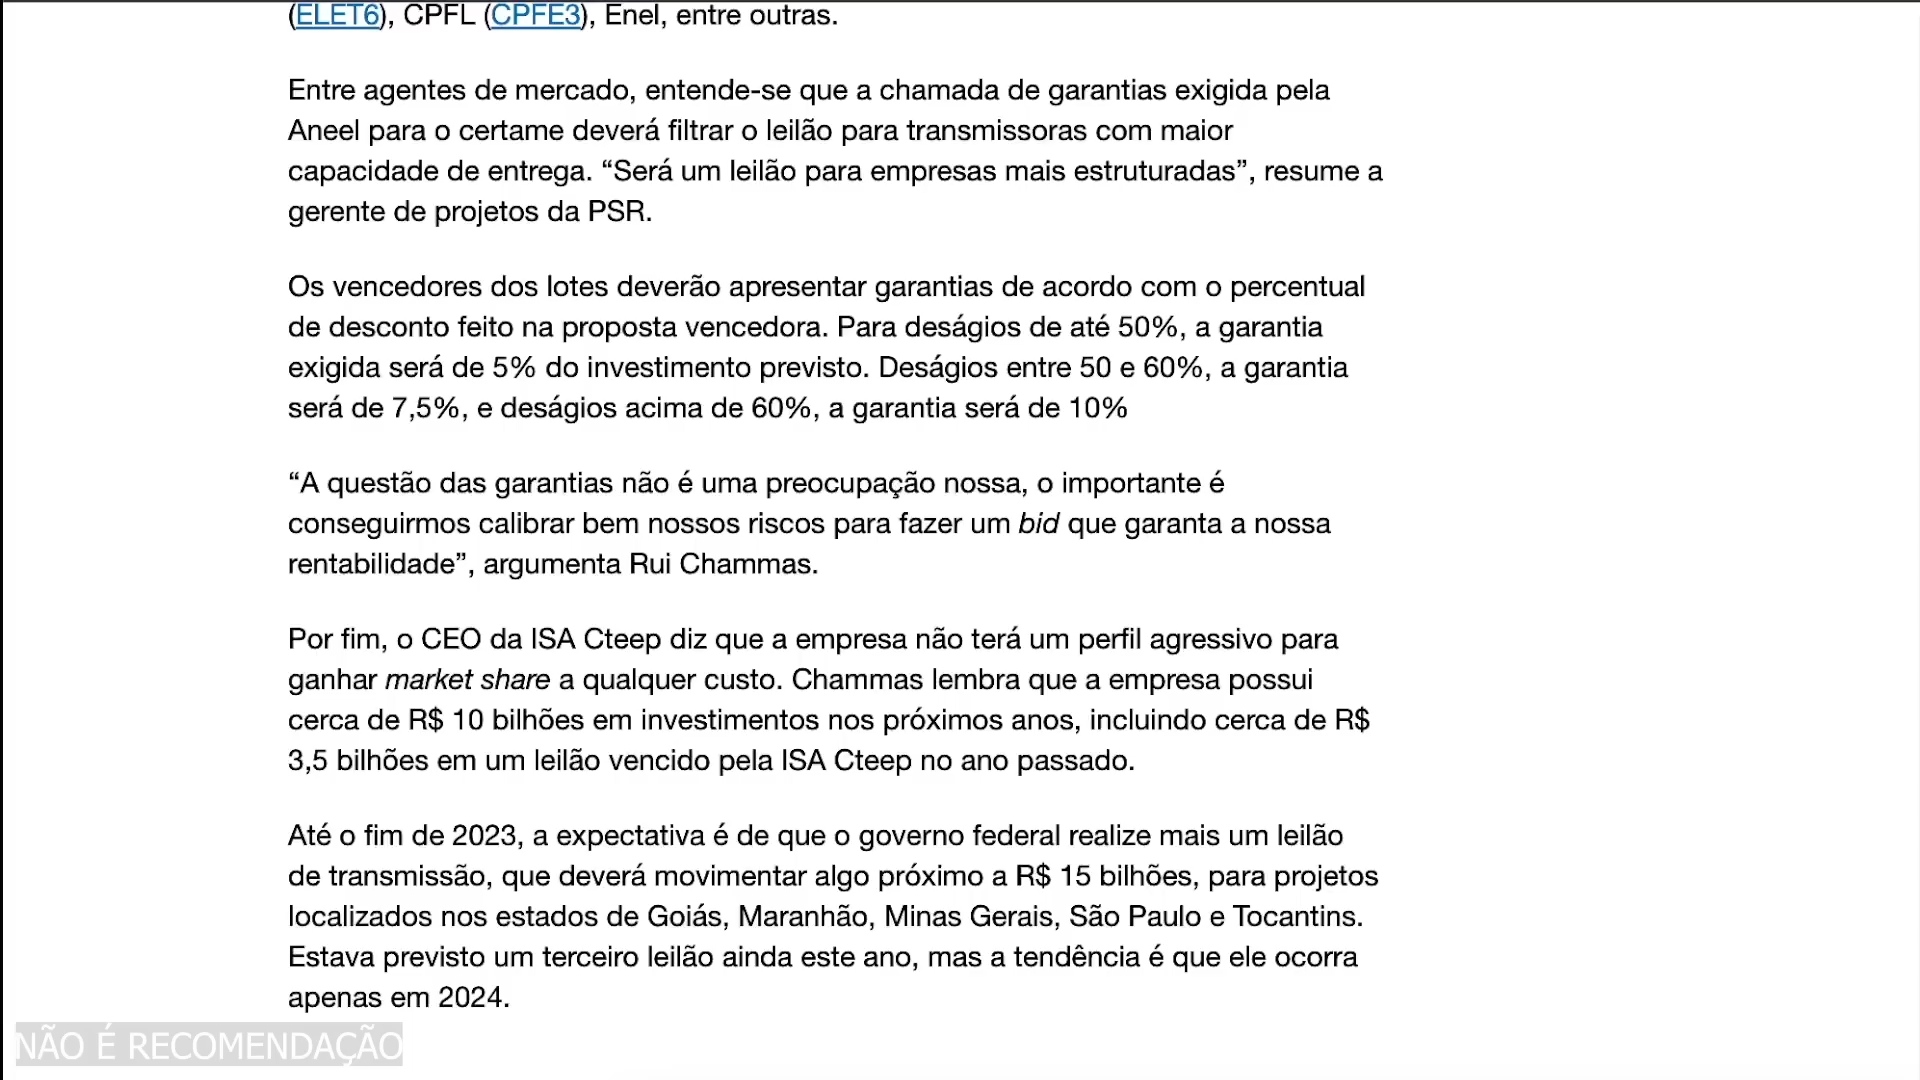 (ELET6), CPFL (CPFE3), Enel, entre outras.
Entre agentes de mercado, entende-se que a chamada de garantias exigida pela
Aneel para o certame deverá filtrar o leilão para transmissoras com maior
capacidade de entrega. “Será um leilão para empresas mais estruturadas”, resume a
gerente de projetos da PSR.
Os vencedores dos lotes deverão apresentar garantias de acordo com o percentual
de desconto feito na proposta vencedora. Para deságios de até 50%, a garantia
exigida será de 5% do investimento previsto. Deságios entre 50 e 60%, a garantia
será de 7,5%, e deságios acima de 60%, a garantia será de 10%
“A questão das garantias não é uma preocupação nossa, o importante é
conseguirmos calibrar bem nossos riscos para fazer um bid que garanta a nossa
rentabilidade”, argumenta Rui Chammas.
Por fim, o CEO da ISA Cteep diz que a empresa não terá um perfil agressivo para
ganhar market share a qualquer custo. Chammas lembra que a empresa possui
cerca de R$ 10 bilhões em investimentos nos próximos anos, incluindo cerca de R$
3,5 bilhões em um leilão vencido pela ISA Cteep no ano passado.
Até o fim de 2023, a expectativa é de que o governo federal realize mais um leilão
de transmissão, que deverá movimentar algo próximo a R$ 15 bilhões, para projetos
localizados nos estados de Goiás, Maranhão, Minas Gerais, São Paulo e Tocantins.
Estava previsto um terceiro leilão ainda este ano, mas a tendência é que ele ocorra
apenas em 2024.
NÃO É RECOMENDAÇÃO